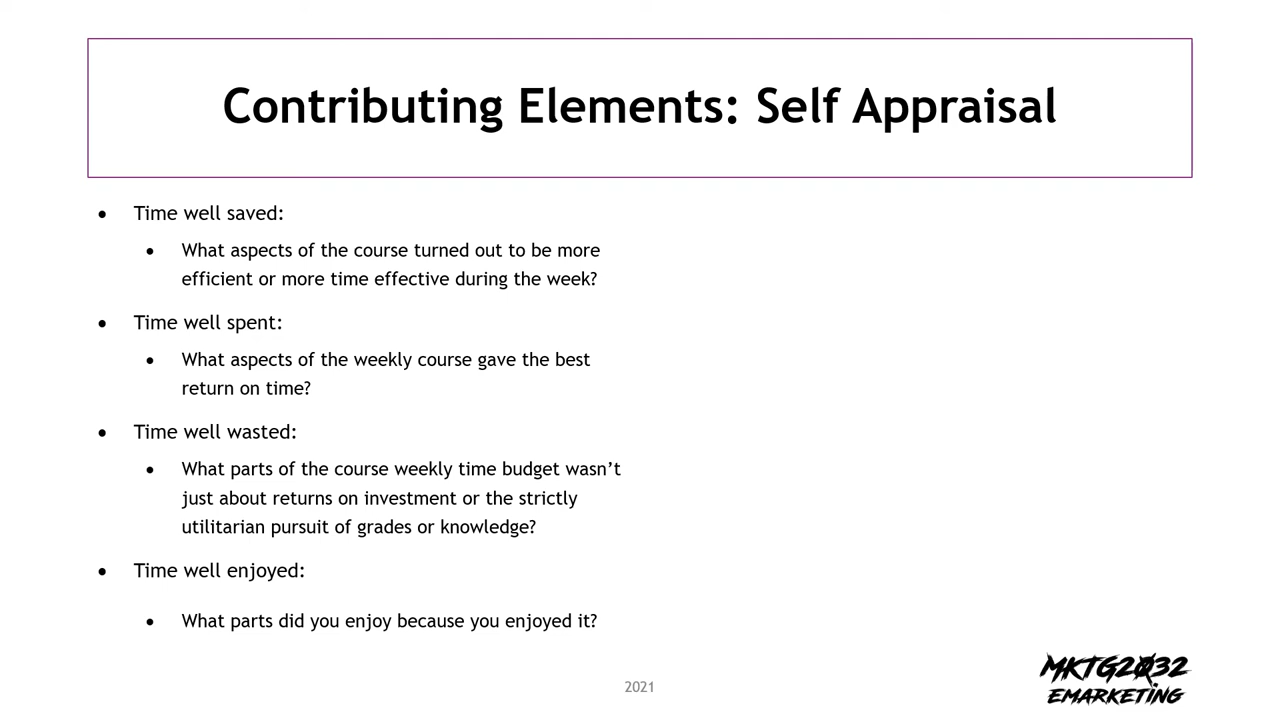 Contributing Elements: Self Appraisal
• Time well saved:
• What aspects of the course turned out to be more
efficient or more time effective during the week?
• Time well spent:
• What aspects of the weekly course gave the best
return on time?
• Time well wasted:
• What parts of the course weekly time budget wasn’t
just about returns on investment or the strictly
utilitarian pursuit of grades or knowledge?
• Time well enjoyed:
• What parts did you enjoy because you enjoyed it?
2021
MKTG2032
EMARKETING